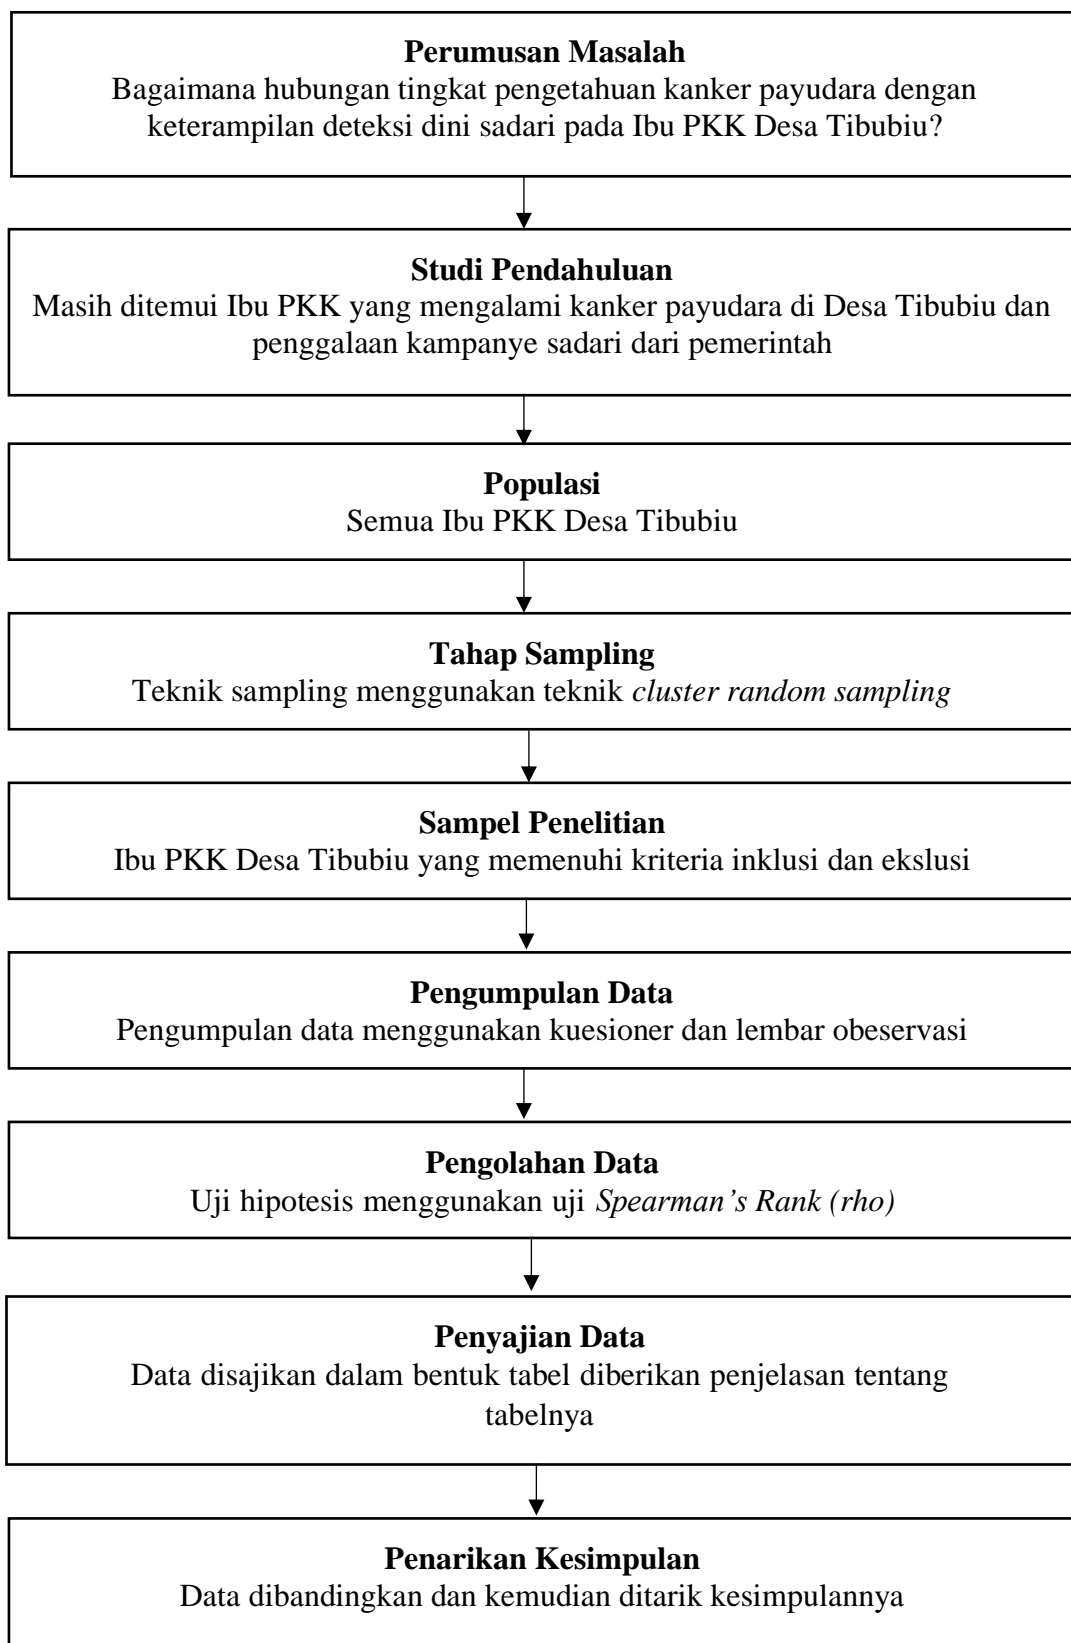 Perumusan Masalah
Bagaimana hubungan tingkat pengetahuan kanker payudara dengan
keterampilan deteksi dini sadari pada Ibu PKK Desa Tibubiu?
Studi Pendahuluan
Masih ditemui Ibu PKK yang mengalami kanker payudara di Desa Tibubiu dan
penggalaan kampanye sadari dari pemerintah
Populasi
Semua Ibu PKK Desa Tibubiu
Tahap Sampling
Teknik sampling menggunakan teknik cluster random sampling
Sampel Penelitian
Ibu PKK Desa Tibubiu yang memenuhi kriteria inklusi dan ekslusi
Pengumpulan Data
Pengumpulan data menggunakan kuesioner dan lembar obeservasi
Pengolahan Data
Uji hipotesis menggunakan uji Spearman’s Rank (rho)
Penyajian Data
Data disajikan dalam bentuk tabel diberikan penjelasan tentang
tabelnya
Penarikan Kesimpulan
Data dibandingkan dan kemudian ditarik kesimpulannya